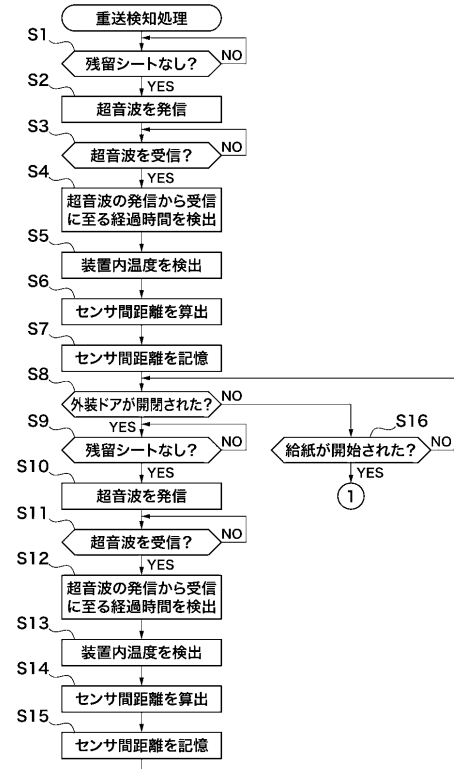 重送検知処理
S1
残留シートなし?
NO
YES
S2
超音波を発信
S3
超音波を受信?
NO
YES
S4
超音波の発信から受信
に至る経過時間を検出
S5
装置内温度を検出
S6
センサ間距離を算出
S7
センサ間距離を記憶
S8
外装ドアが開閉された?
NO
YES
S9
残留シートなし?
NO
YES
S16
給紙が開始された?
NO
YES
1
S10
超音波を発信
S11
超音波を受信?
NO
YES
S12
超音波の発信から受信
に至る経過時間を検出
S13
装置内温度を検出
S14
センサ間距離を算出
S15
センサ間距離を記憶